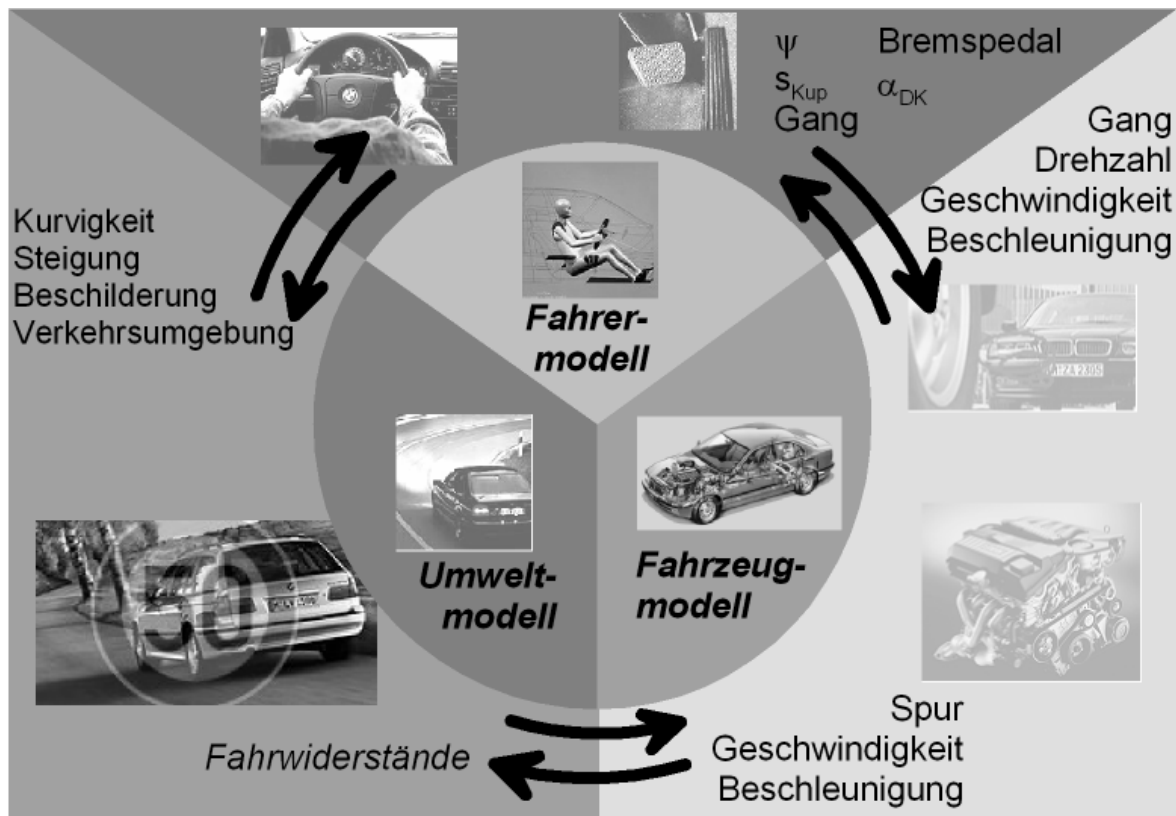 ψ Bremspedal
s_Kup α_DK
Gang
Gang
Drehzahl
Geschwindigkeit
Beschleunigung
Kurvigkeit
Steigung
Beschilderung
Verkehrsumgebung
Fahrer-
modell
Umwelt-
modell
Fahrzeug-
modell
50
Fahrwiderstände
Spur
Geschwindigkeit
Beschleunigung